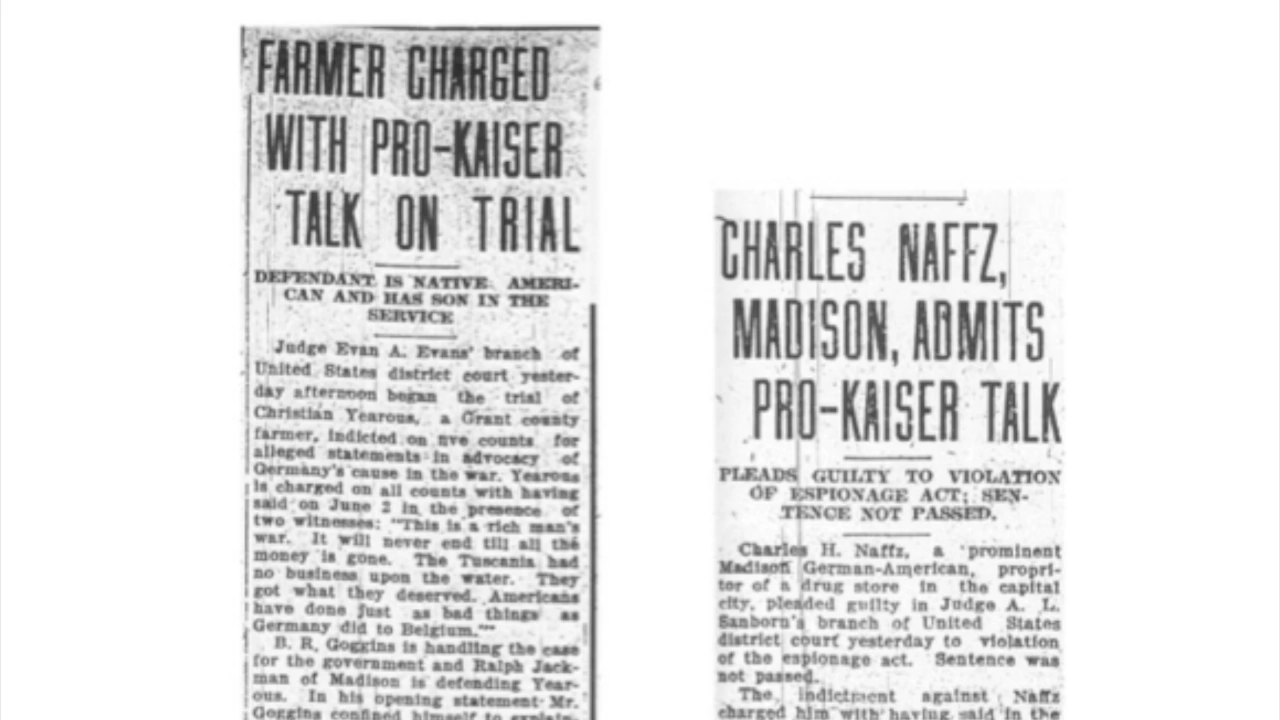 FARMER CHARGED
WITH PRO-KAISER
TALK ON TRIAL
DEFENDANT IS NATIVE AMERI-
CAN AND HAS SON IN THE
SERVICE
Judge Evan A. Evans' branch of
United States district court yester-
day afternoon began the trial of
Christian Yearous, a Grant county
farmer, indicted on five counts for
alleged statements in advocacy of
Germany's cause in the war. Yearous
is charged on all counts with having
said on June 2 in the presence of
two witnesses: "This is a rich man's
war. It will never end till all the
money is gone. The Tuscania had
no business upon the water. They
got what they deserved. Americans
have done just as bad things as
Germany did to Belgium."
B. R. Goggins is handling the case
for the government and Ralph Jack-
man of Madison is defending Year-
ous. In his opening statement Mr.
Goggins confined himself to explain-
CHARLES NAFFZ,
MADISON, ADMITS
PRO-KAISER TALK
PLEADS GUILTY TO VIOLATION
OF ESPIONAGE ACT; SEN-
TENCE NOT PASSED.
Charles H. Naffz, a prominent
Madison German-American, propri-
tor of a drug store in the capital
city, pleaded guilty in Judge A. L.
Sanborn's branch of United States
district court yesterday to violation
of the espionage act. Sentence was
not passed.
The indictment against Naffz
charged him with having said in the